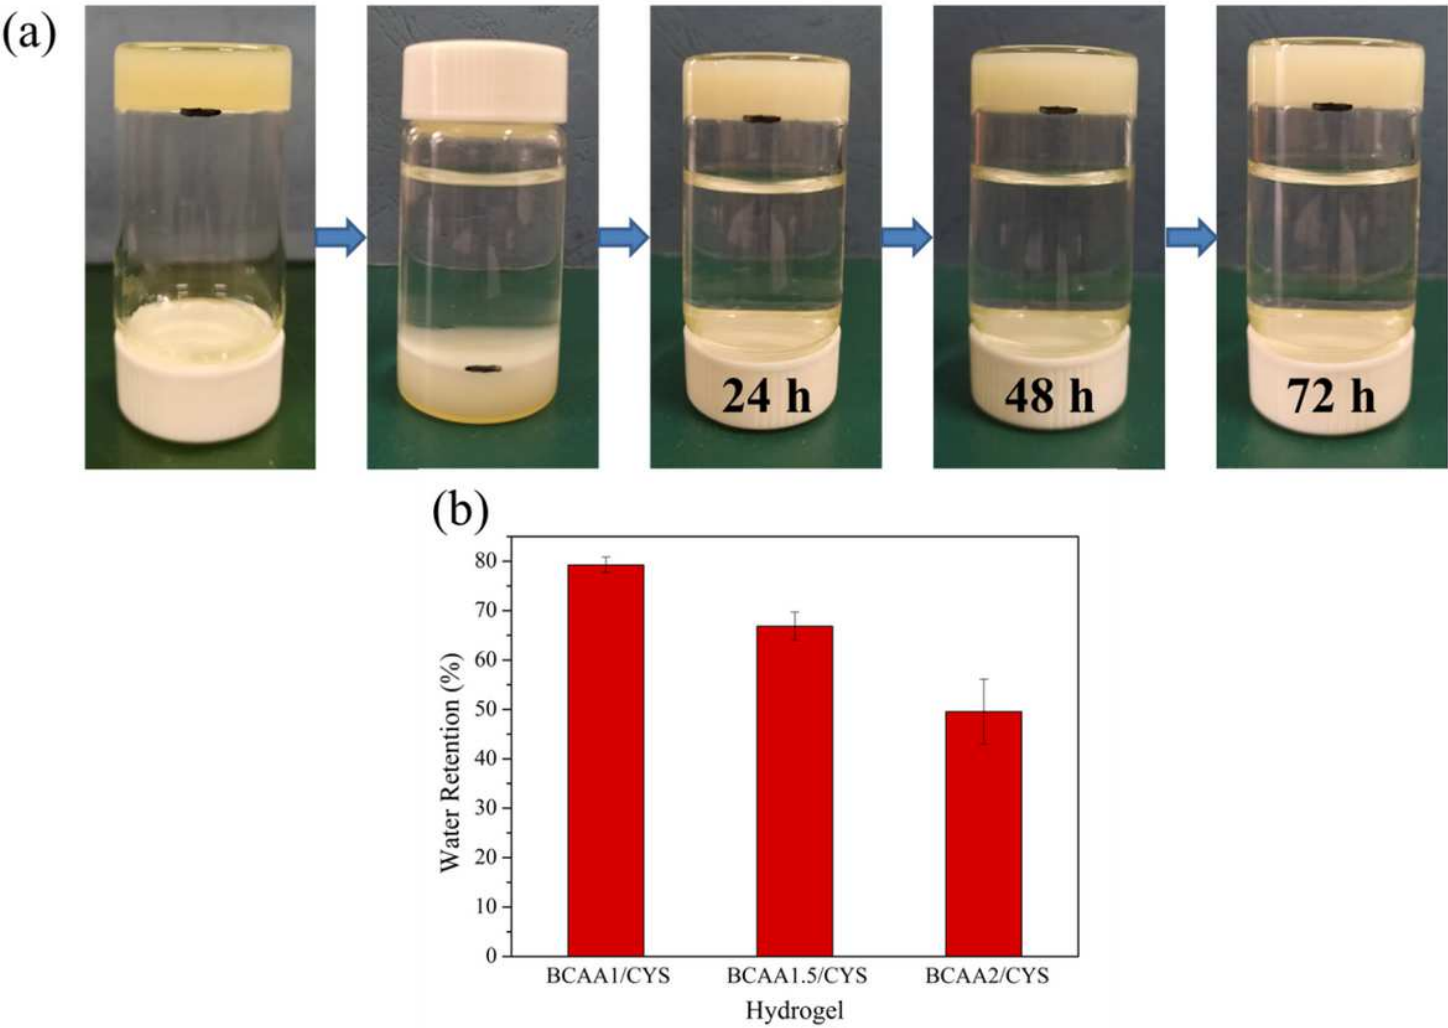 (a)
24 h
48 h
72 h
(b)
80
70
60
50
40
30
20
10
0
Water Retention (%)
BCAA1/CYS
BCAA1.5/CYS
BCAA2/CYS
Hydrogel